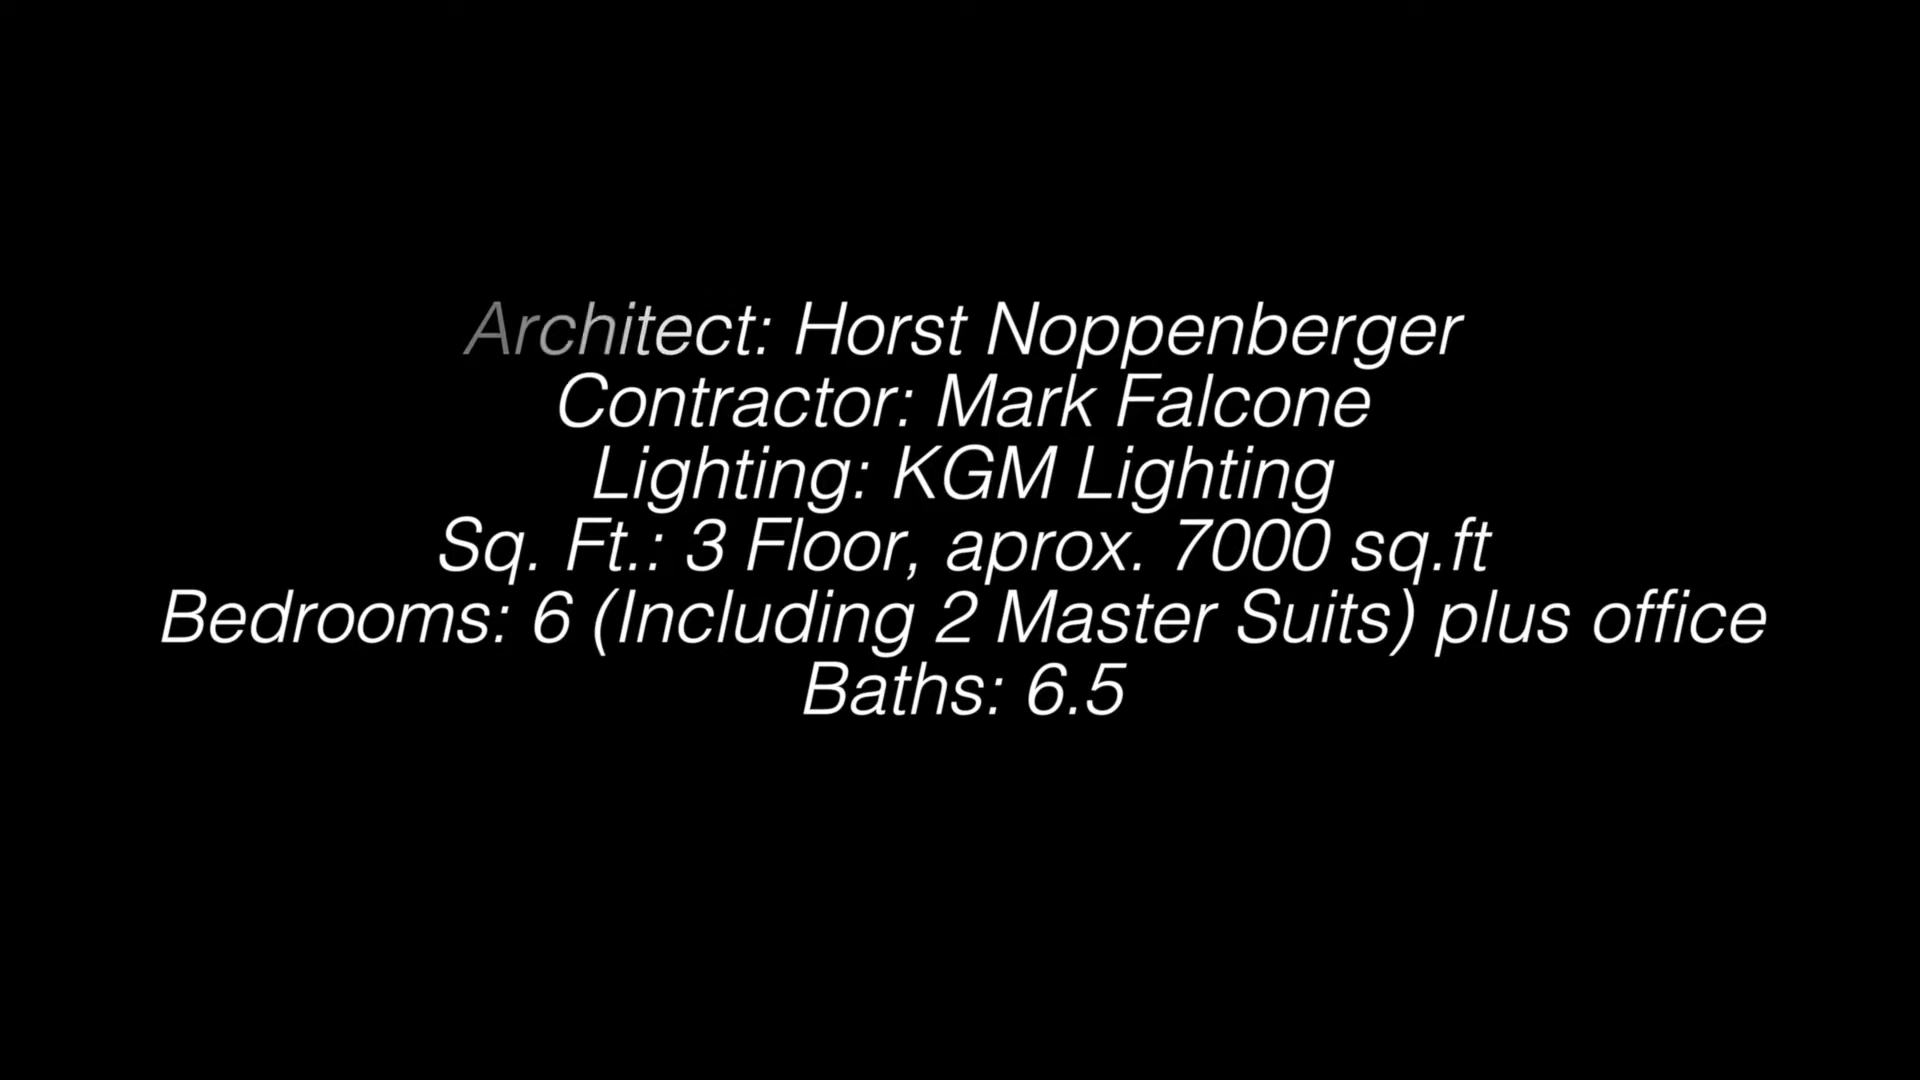 Architect: Horst Noppenberger
Contractor: Mark Falcone
Lighting: KGM Lighting
Sq. Ft.: 3 Floor, aprox. 7000 sq.ft
Bedrooms: 6 (Including 2 Master Suits) plus office
Baths: 6.5